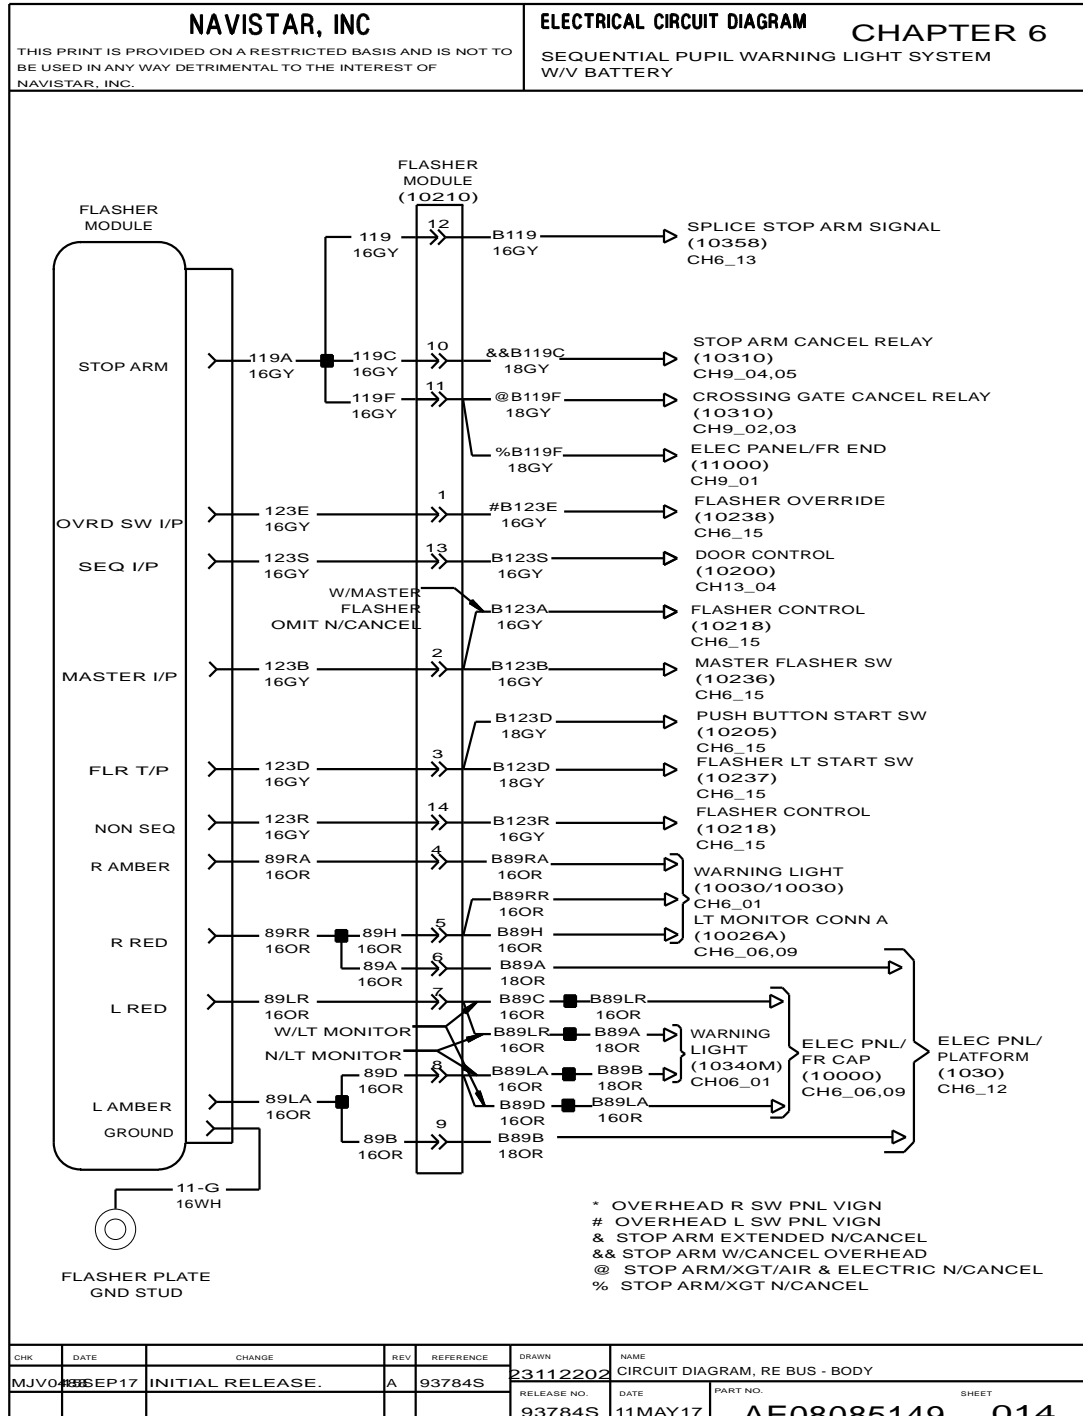 NAVISTAR, INC
THIS PRINT IS PROVIDED ON A RESTRICTED BASIS AND IS NOT TO
BE USED IN ANY WAY DETRIMENTAL TO THE INTEREST OF
NAVISTAR, INC.
ELECTRICAL CIRCUIT DIAGRAM
CHAPTER 6
SEQUENTIAL PUPIL WARNING LIGHT SYSTEM
W/V BATTERY
FLASHER
MODULE
FLASHER
MODULE
(10210)
119
16GY
12
B119
16GY
SPLICE STOP ARM SIGNAL
(10358)
CH6_13
STOP ARM
119A
16GY
119C
16GY
10
&&B119C
18GY
STOP ARM CANCEL RELAY
(10310)
CH9_04,05
119F
16GY
11
@B119F
18GY
CROSSING GATE CANCEL RELAY
(10310)
CH9_02,03
%B119F
18GY
ELEC PANEL/FR END
(11000)
CH9_01
OVRD SW I/P
123E
16GY
1
#B123E
16GY
FLASHER OVERRIDE
(10238)
CH6_15
SEQ I/P
123S
16GY
13
B123S
16GY
DOOR CONTROL
(10200)
CH13_04
W/MASTER
FLASHER
OMIT N/CANCEL
B123A
16GY
FLASHER CONTROL
(10218)
CH6_15
MASTER I/P
123B
16GY
2
B123B
16GY
MASTER FLASHER SW
(10236)
CH6_15
B123D
18GY
PUSH BUTTON START SW
(10205)
CH6_15
FLR T/P
123D
16GY
3
B123D
18GY
FLASHER LT START SW
(10237)
CH6_15
NON SEQ
123R
16GY
14
B123R
16GY
FLASHER CONTROL
(10218)
CH6_15
R AMBER
89RA
16OR
4
B89RA
16OR
WARNING LIGHT
(10030/10030)
CH6_01
B89RR
16OR
R RED
89RR
16OR
89H
16OR
5
B89H
16OR
LT MONITOR CONN A
(10026A)
CH6_06,09
89A
16OR
6
B89A
18OR
L RED
89LR
16OR
7
B89C
16OR
B89LR
16OR
W/LT MONITOR
B89LR
16OR
B89A
18OR
WARNING
LIGHT
(10340M)
CH06_01
N/LT MONITOR
89D
16OR
8
B89LA
16OR
B89B
18OR
ELEC PNL/
FR CAP
(10000)
CH6_06,09
ELEC PNL/
PLATFORM
(1030)
CH6_12
L AMBER
89LA
16OR
B89D
16OR
B89LA
160R
GROUND
89B
16OR
9
B89B
18OR
11-G
16WH
FLASHER PLATE
GND STUD
* OVERHEAD R SW PNL VIGN
# OVERHEAD L SW PNL VIGN
& STOP ARM EXTENDED N/CANCEL
&& STOP ARM W/CANCEL OVERHEAD
@ STOP ARM/XGT/AIR & ELECTRIC N/CANCEL
% STOP ARM/XGT N/CANCEL
CHK DATE CHANGE REV REFERENCE
INITIAL RELEASE. A 93784S
DRAWN
23112202
NAME
CIRCUIT DIAGRAM, RE BUS - BODY
RELEASE NO.
93784S
DATE
11MAY17
PART NO.
AE08085149
SHEET
014